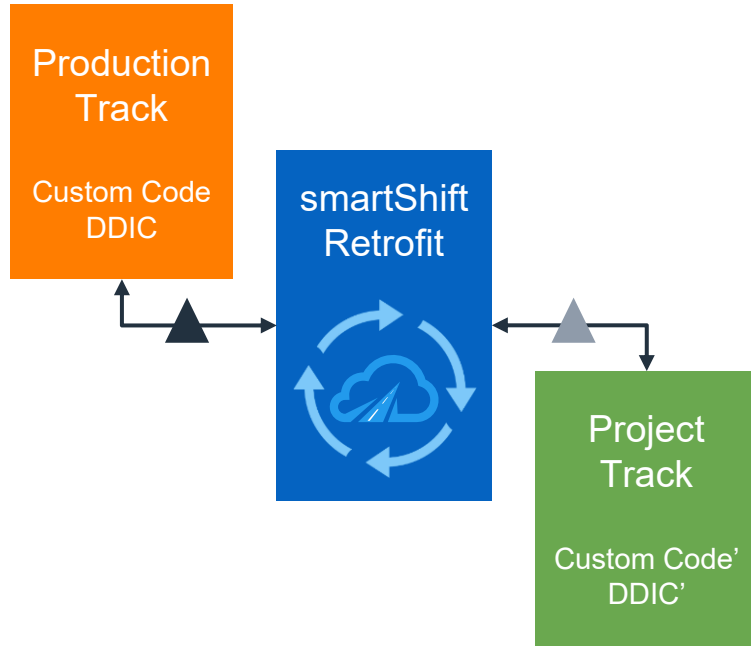 Production
Track
Custom Code
DDIC
smartShift
Retrofit
Project
Track
Custom Code’
DDIC’